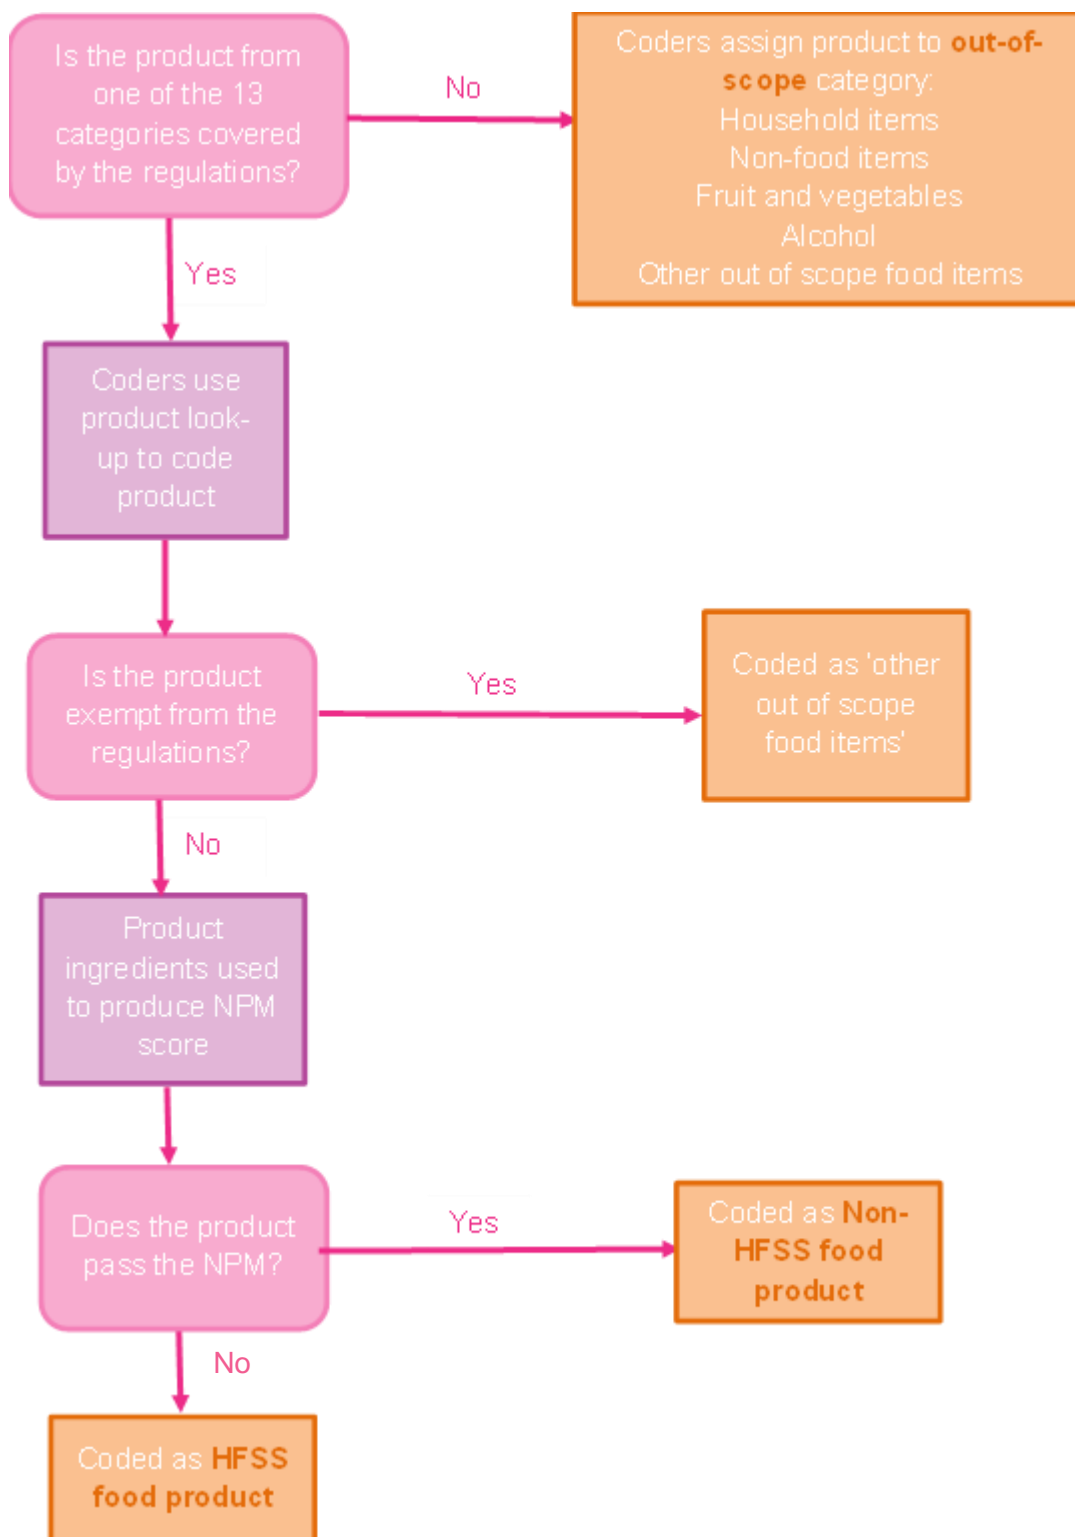 Is the product from
one of the 13
categories covered
by the regulations?
No
Coders assign product to out-of-
scope category:
Household items
Non-food items
Fruit and vegetables
Alcohol
Other out of scope food items
Yes
Coders use
product look-
up to code
product
Is the product
exempt from the
regulations?
Yes
Coded as 'other
out of scope
food items'
No
Product
ingredients used
to produce NPM
score
Does the product
pass the NPM?
Yes
Coded as Non-
HFSS food
product
No
Coded as HFSS
food product